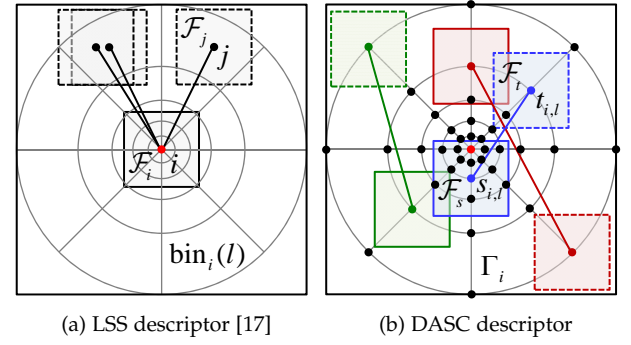 𝓕ⱼ
j
𝓕ᵢ
i
binᵢ(l)
𝓕ₜ
tᵢ,ₗ
𝓕ₛ
sᵢ,ₗ
Γᵢ
(a) LSS descriptor [17]
(b) DASC descriptor